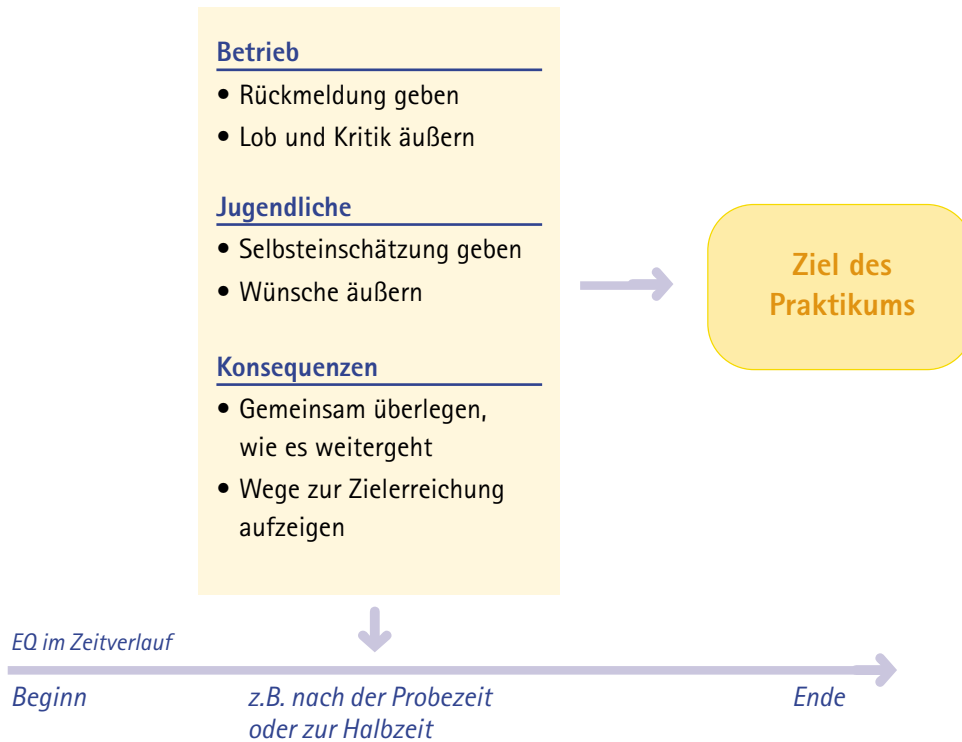 Betrieb
• Rückmeldung geben
• Lob und Kritik äußern
Jugendliche
• Selbsteinschätzung geben
• Wünsche äußern
Konsequenzen
• Gemeinsam überlegen,
wie es weitergeht
• Wege zur Zielerreichung
aufzeigen
Ziel des
Praktikums
EQ im Zeitverlauf
Beginn
z.B. nach der Probezeit
oder zur Halbzeit
Ende